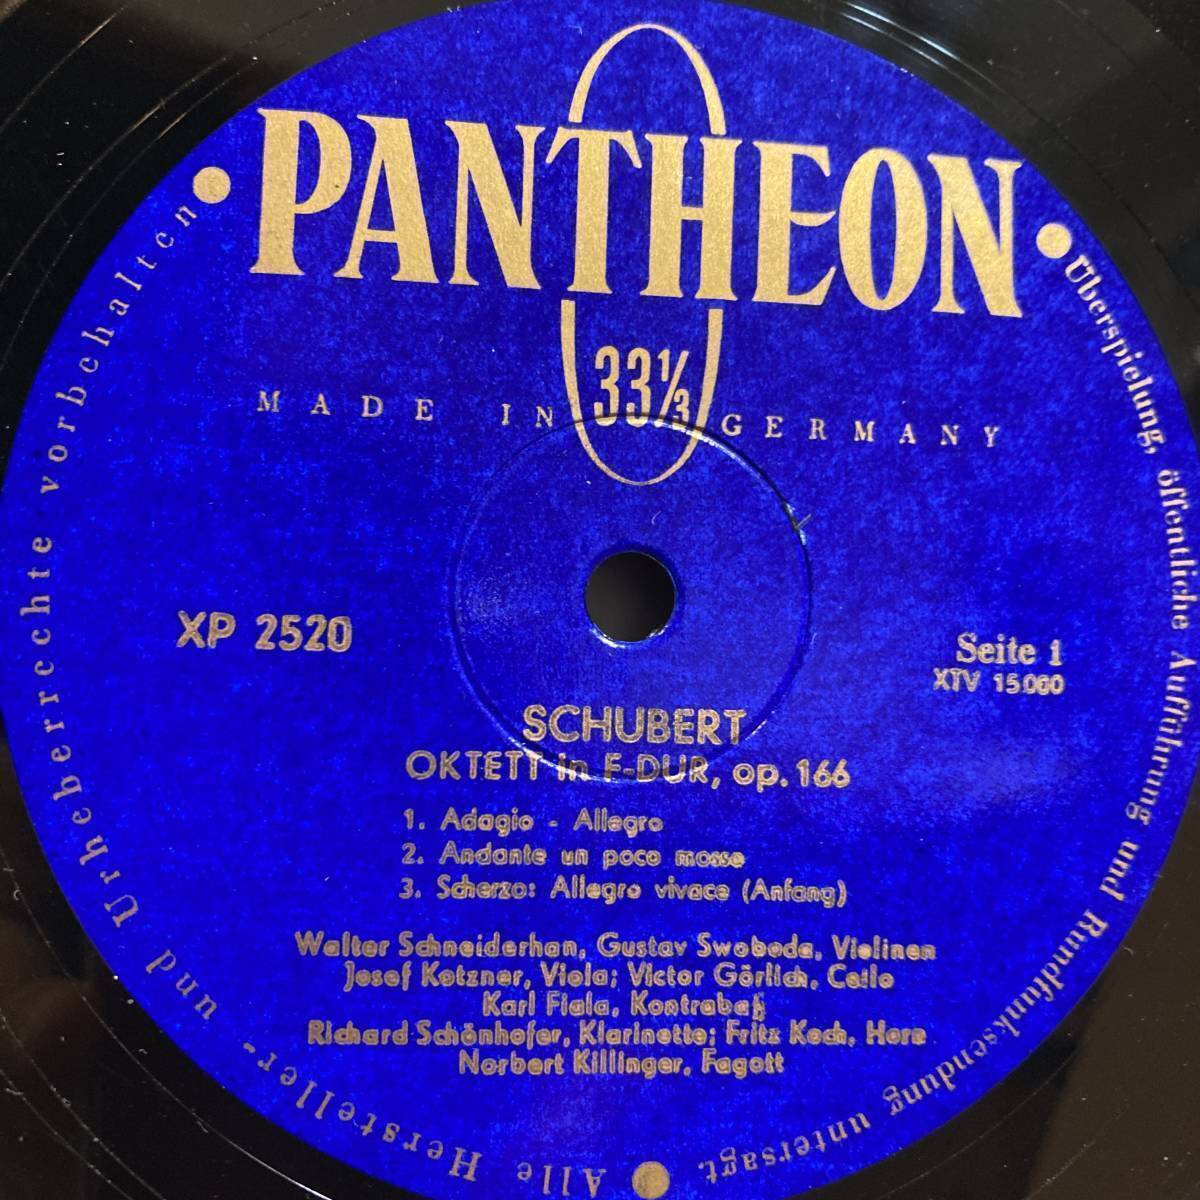 PANTHEON
33⅓
MADE IN GERMANY
XP 2520
Seite 1
XTV 15.000
SCHUBERT
OKTETT in F-DUR, op. 166
1. Adagio - Allegro
2. Andante un poco mosso
3. Scherzo: Allegro vivace (Anfang)
Walter Schneiderhan, Gustav Swoboda, Violinen
Josef Kotzner, Viola; Victor Görlich, Cello
Karl Fiala, Kontrabaß
Richard Schönhofer, Klarinette; Fritz Koch, Horn
Norbert Killinger, Fagott
Alle Hersteller- und Urheberrechte vorbehalten
Überspielung, öffentliche Aufführung und Rundfunksendung untersagt.